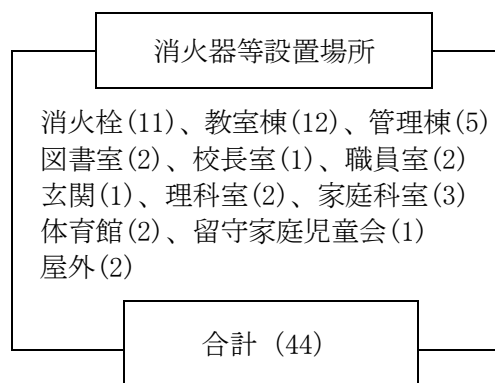 消火器等設置場所
消火栓(11)、教室棟(12)、管理棟(5)
図書室(2)、校長室(1)、職員室(2)
玄関(1)、理科室(2)、家庭科室(3)
体育館(2)、留守家庭児童会(1)
屋外(2)
合計 (44)